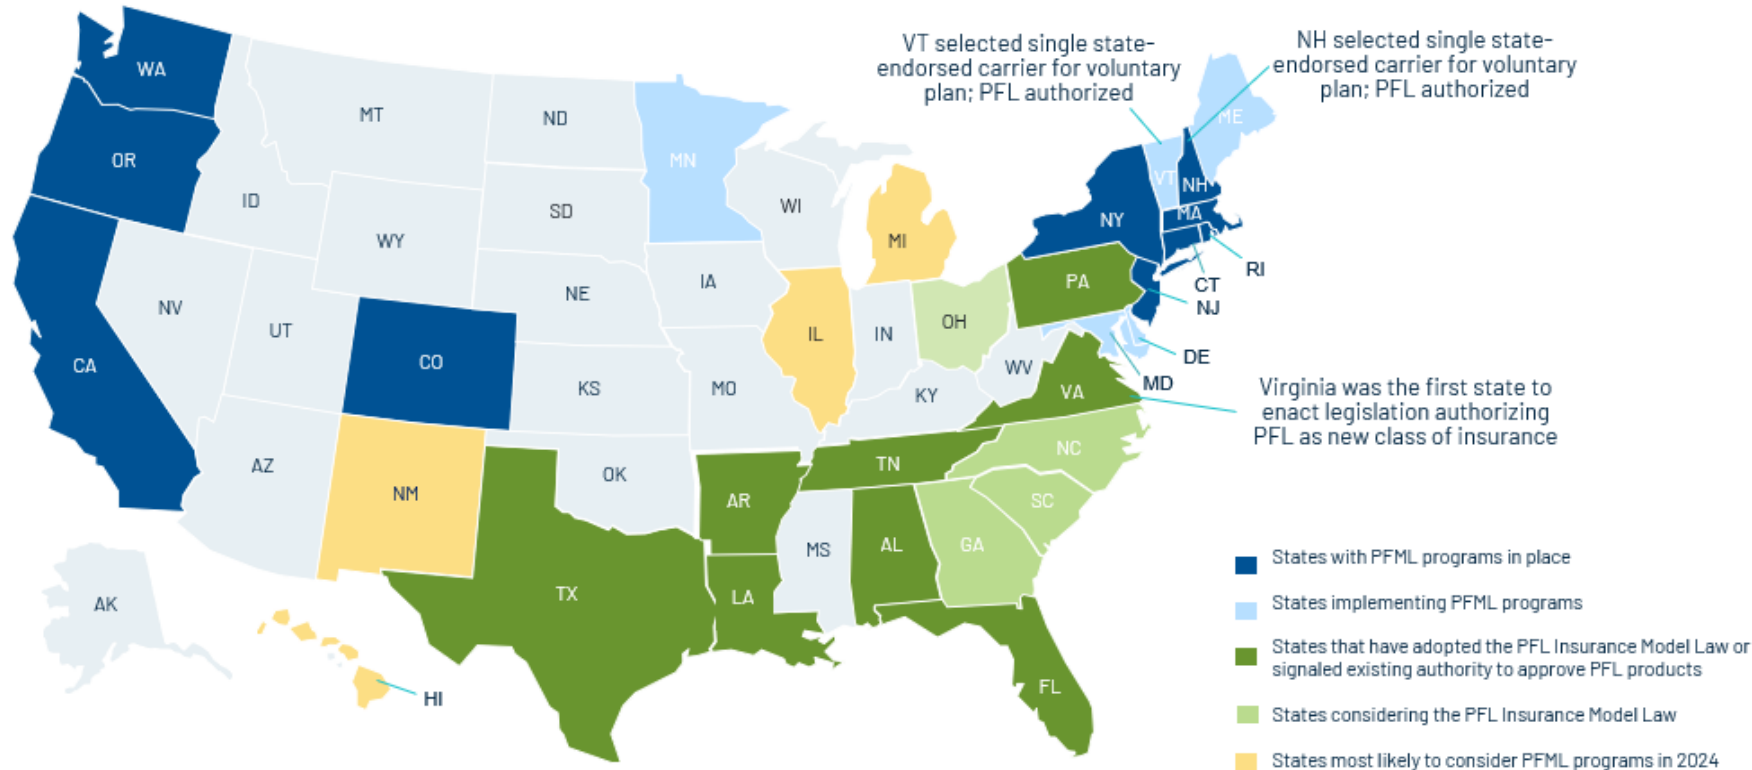 VT selected single state-
endorsed carrier for voluntary
plan; PFL authorized
NH selected single state-
endorsed carrier for voluntary
plan; PFL authorized
WA
MT
ND
MN
ME
OR
ID
SD
WI
VT
NH
WY
NY
MA
MI
RI
CT
NJ
NV
UT
NE
IA
PA
IL
IN
OH
DE
MD
CA
CO
KS
MO
KY
WV
VA
Virginia was the first state to
enact legislation authorizing
PFL as new class of insurance
AZ
NM
OK
AR
TN
NC
SC
MS
AL
GA
AK
TX
LA
FL
HI
States with PFML programs in place
States implementing PFML programs
States that have adopted the PFL Insurance Model Law or
signaled existing authority to approve PFL products
States considering the PFL Insurance Model Law
States most likely to consider PFML programs in 2024